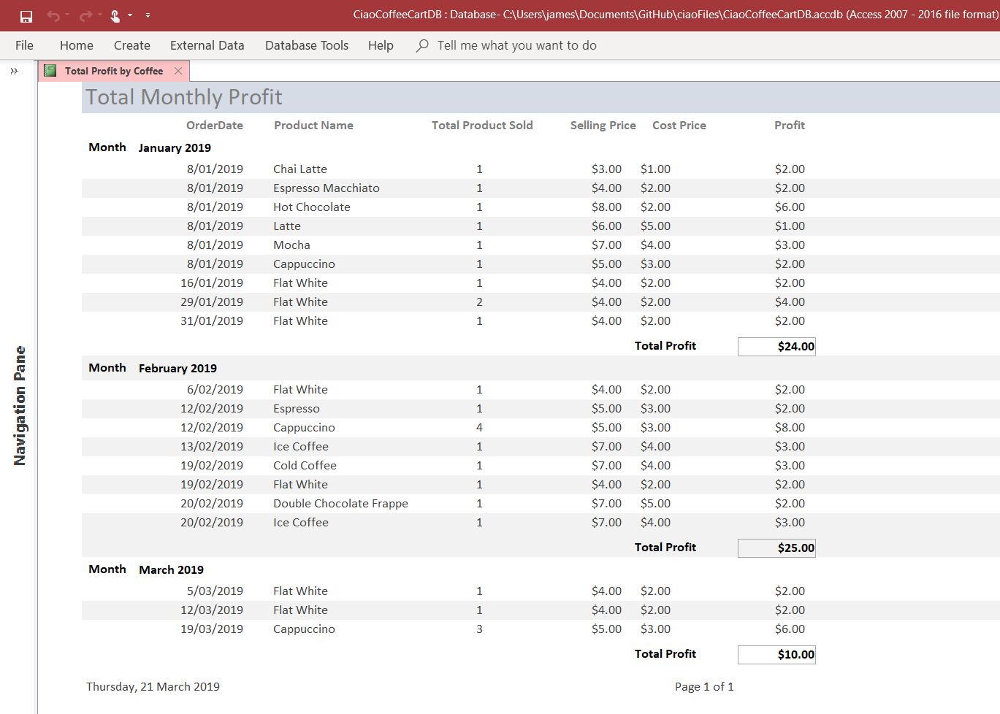 CiaoCoffeeCartDB : Database- C:\Users\james\Documents\GitHub\ciaoFiles\CiaoCoffeeCartDB.accdb (Access 2007 - 2016 file format)
File Home Create External Data Database Tools Help Tell me what you want to do
Total Profit by Coffee
Navigation Pane
Total Monthly Profit
OrderDate Product Name Total Product Sold Selling Price Cost Price Profit
Month January 2019
8/01/2019 Chai Latte 1 $3.00 $1.00 $2.00
8/01/2019 Espresso Macchiato 1 $4.00 $2.00 $2.00
8/01/2019 Hot Chocolate 1 $8.00 $2.00 $6.00
8/01/2019 Latte 1 $6.00 $5.00 $1.00
8/01/2019 Mocha 1 $7.00 $4.00 $3.00
8/01/2019 Cappuccino 1 $5.00 $3.00 $2.00
16/01/2019 Flat White 1 $4.00 $2.00 $2.00
29/01/2019 Flat White 2 $4.00 $2.00 $4.00
31/01/2019 Flat White 1 $4.00 $2.00 $2.00
Total Profit $24.00
Month February 2019
6/02/2019 Flat White 1 $4.00 $2.00 $2.00
12/02/2019 Espresso 1 $5.00 $3.00 $2.00
12/02/2019 Cappuccino 4 $5.00 $3.00 $8.00
13/02/2019 Ice Coffee 1 $7.00 $4.00 $3.00
19/02/2019 Cold Coffee 1 $7.00 $4.00 $3.00
19/02/2019 Flat White 1 $4.00 $2.00 $2.00
20/02/2019 Double Chocolate Frappe 1 $7.00 $5.00 $2.00
20/02/2019 Ice Coffee 1 $7.00 $4.00 $3.00
Total Profit $25.00
Month March 2019
5/03/2019 Flat White 1 $4.00 $2.00 $2.00
12/03/2019 Flat White 1 $4.00 $2.00 $2.00
19/03/2019 Cappuccino 3 $5.00 $3.00 $6.00
Total Profit $10.00
Thursday, 21 March 2019 Page 1 of 1